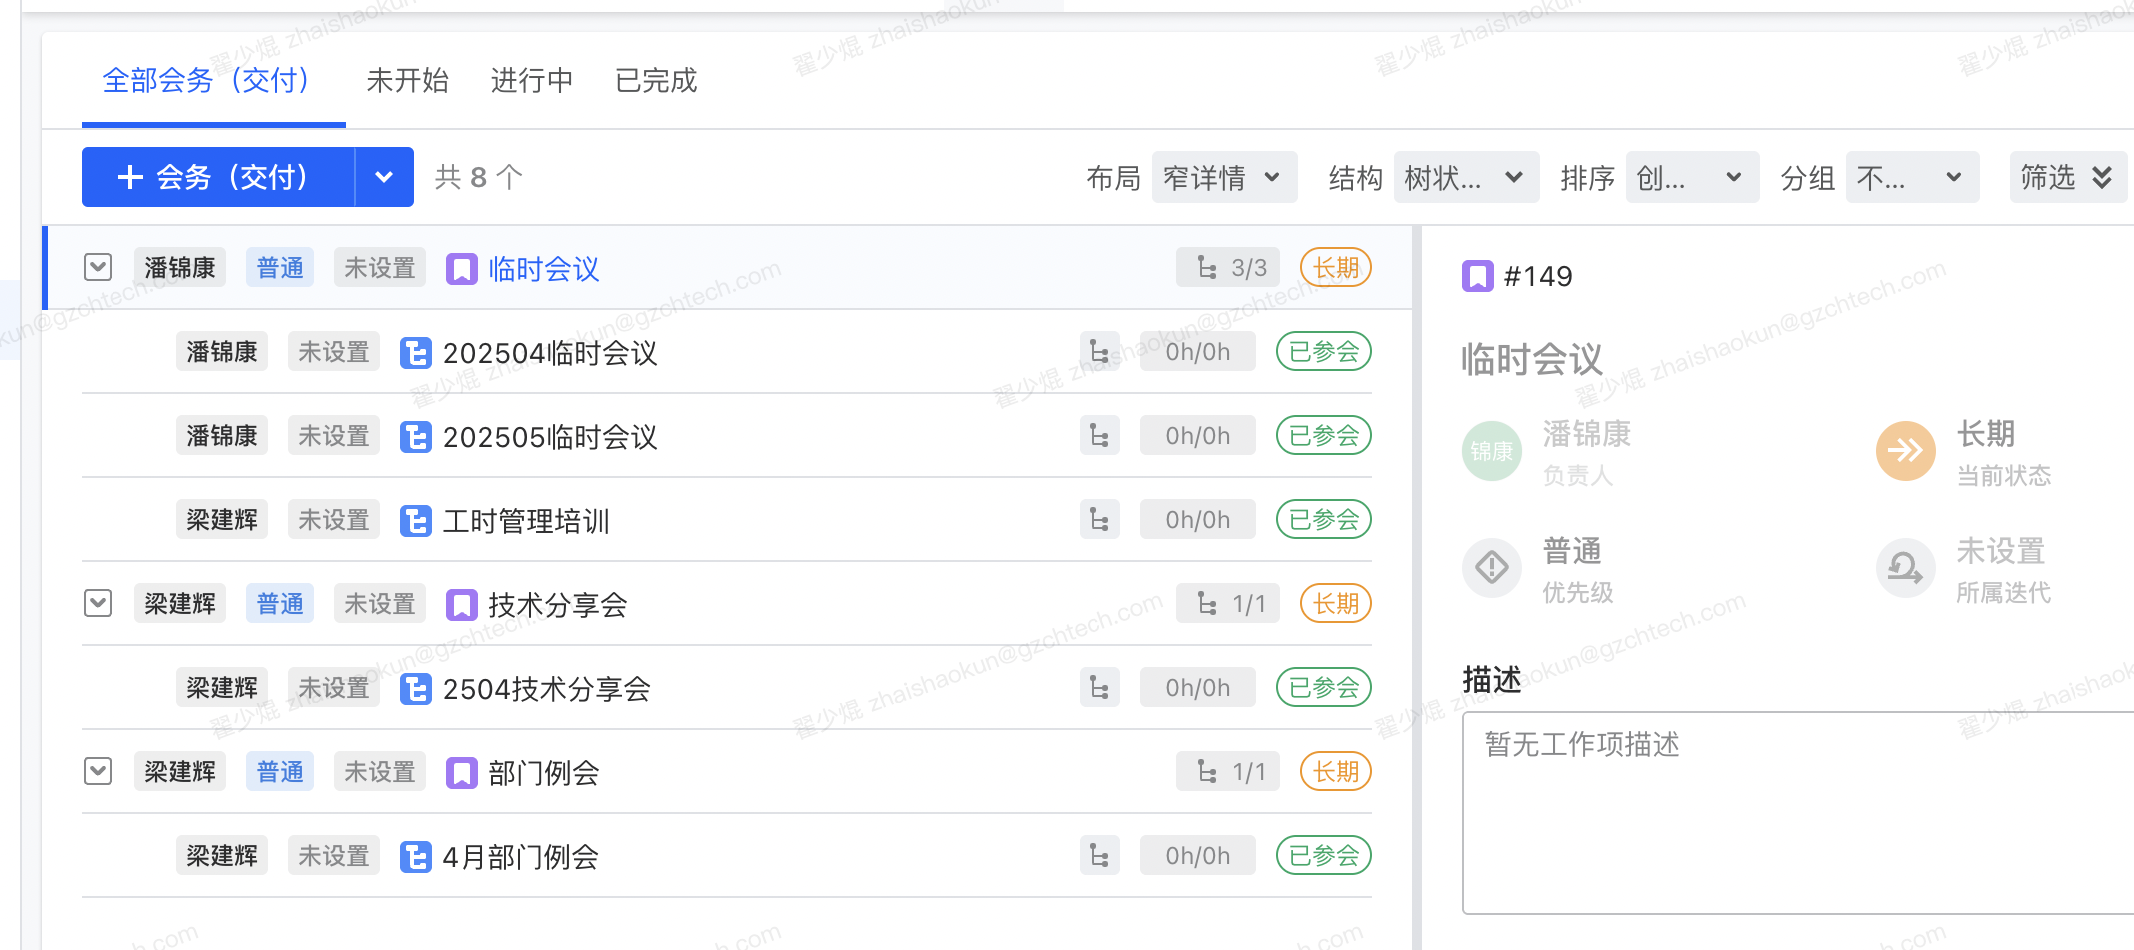 全部会务（交付） 未开始 进行中 已完成
会务（交付） 共 8 个 布局 窄详情 结构 树状... 排序 创... 分组 不... 筛选
潘锦康 普通 未设置 临时会议 3/3 长期
潘锦康 未设置 202504临时会议 0h/0h 已参会
潘锦康 未设置 202505临时会议 0h/0h 已参会
梁建辉 未设置 工时管理培训 0h/0h 已参会
梁建辉 普通 未设置 技术分享会 1/1 长期
梁建辉 未设置 2504技术分享会 0h/0h 已参会
梁建辉 普通 未设置 部门例会 1/1 长期
梁建辉 未设置 4月部门例会 0h/0h 已参会
#149
临时会议
锦康 潘锦康 长期
负责人 当前状态
普通 未设置
优先级 所属迭代
描述
暂无工作项描述
翟少焜 zhaishaokun@gzchtech.com